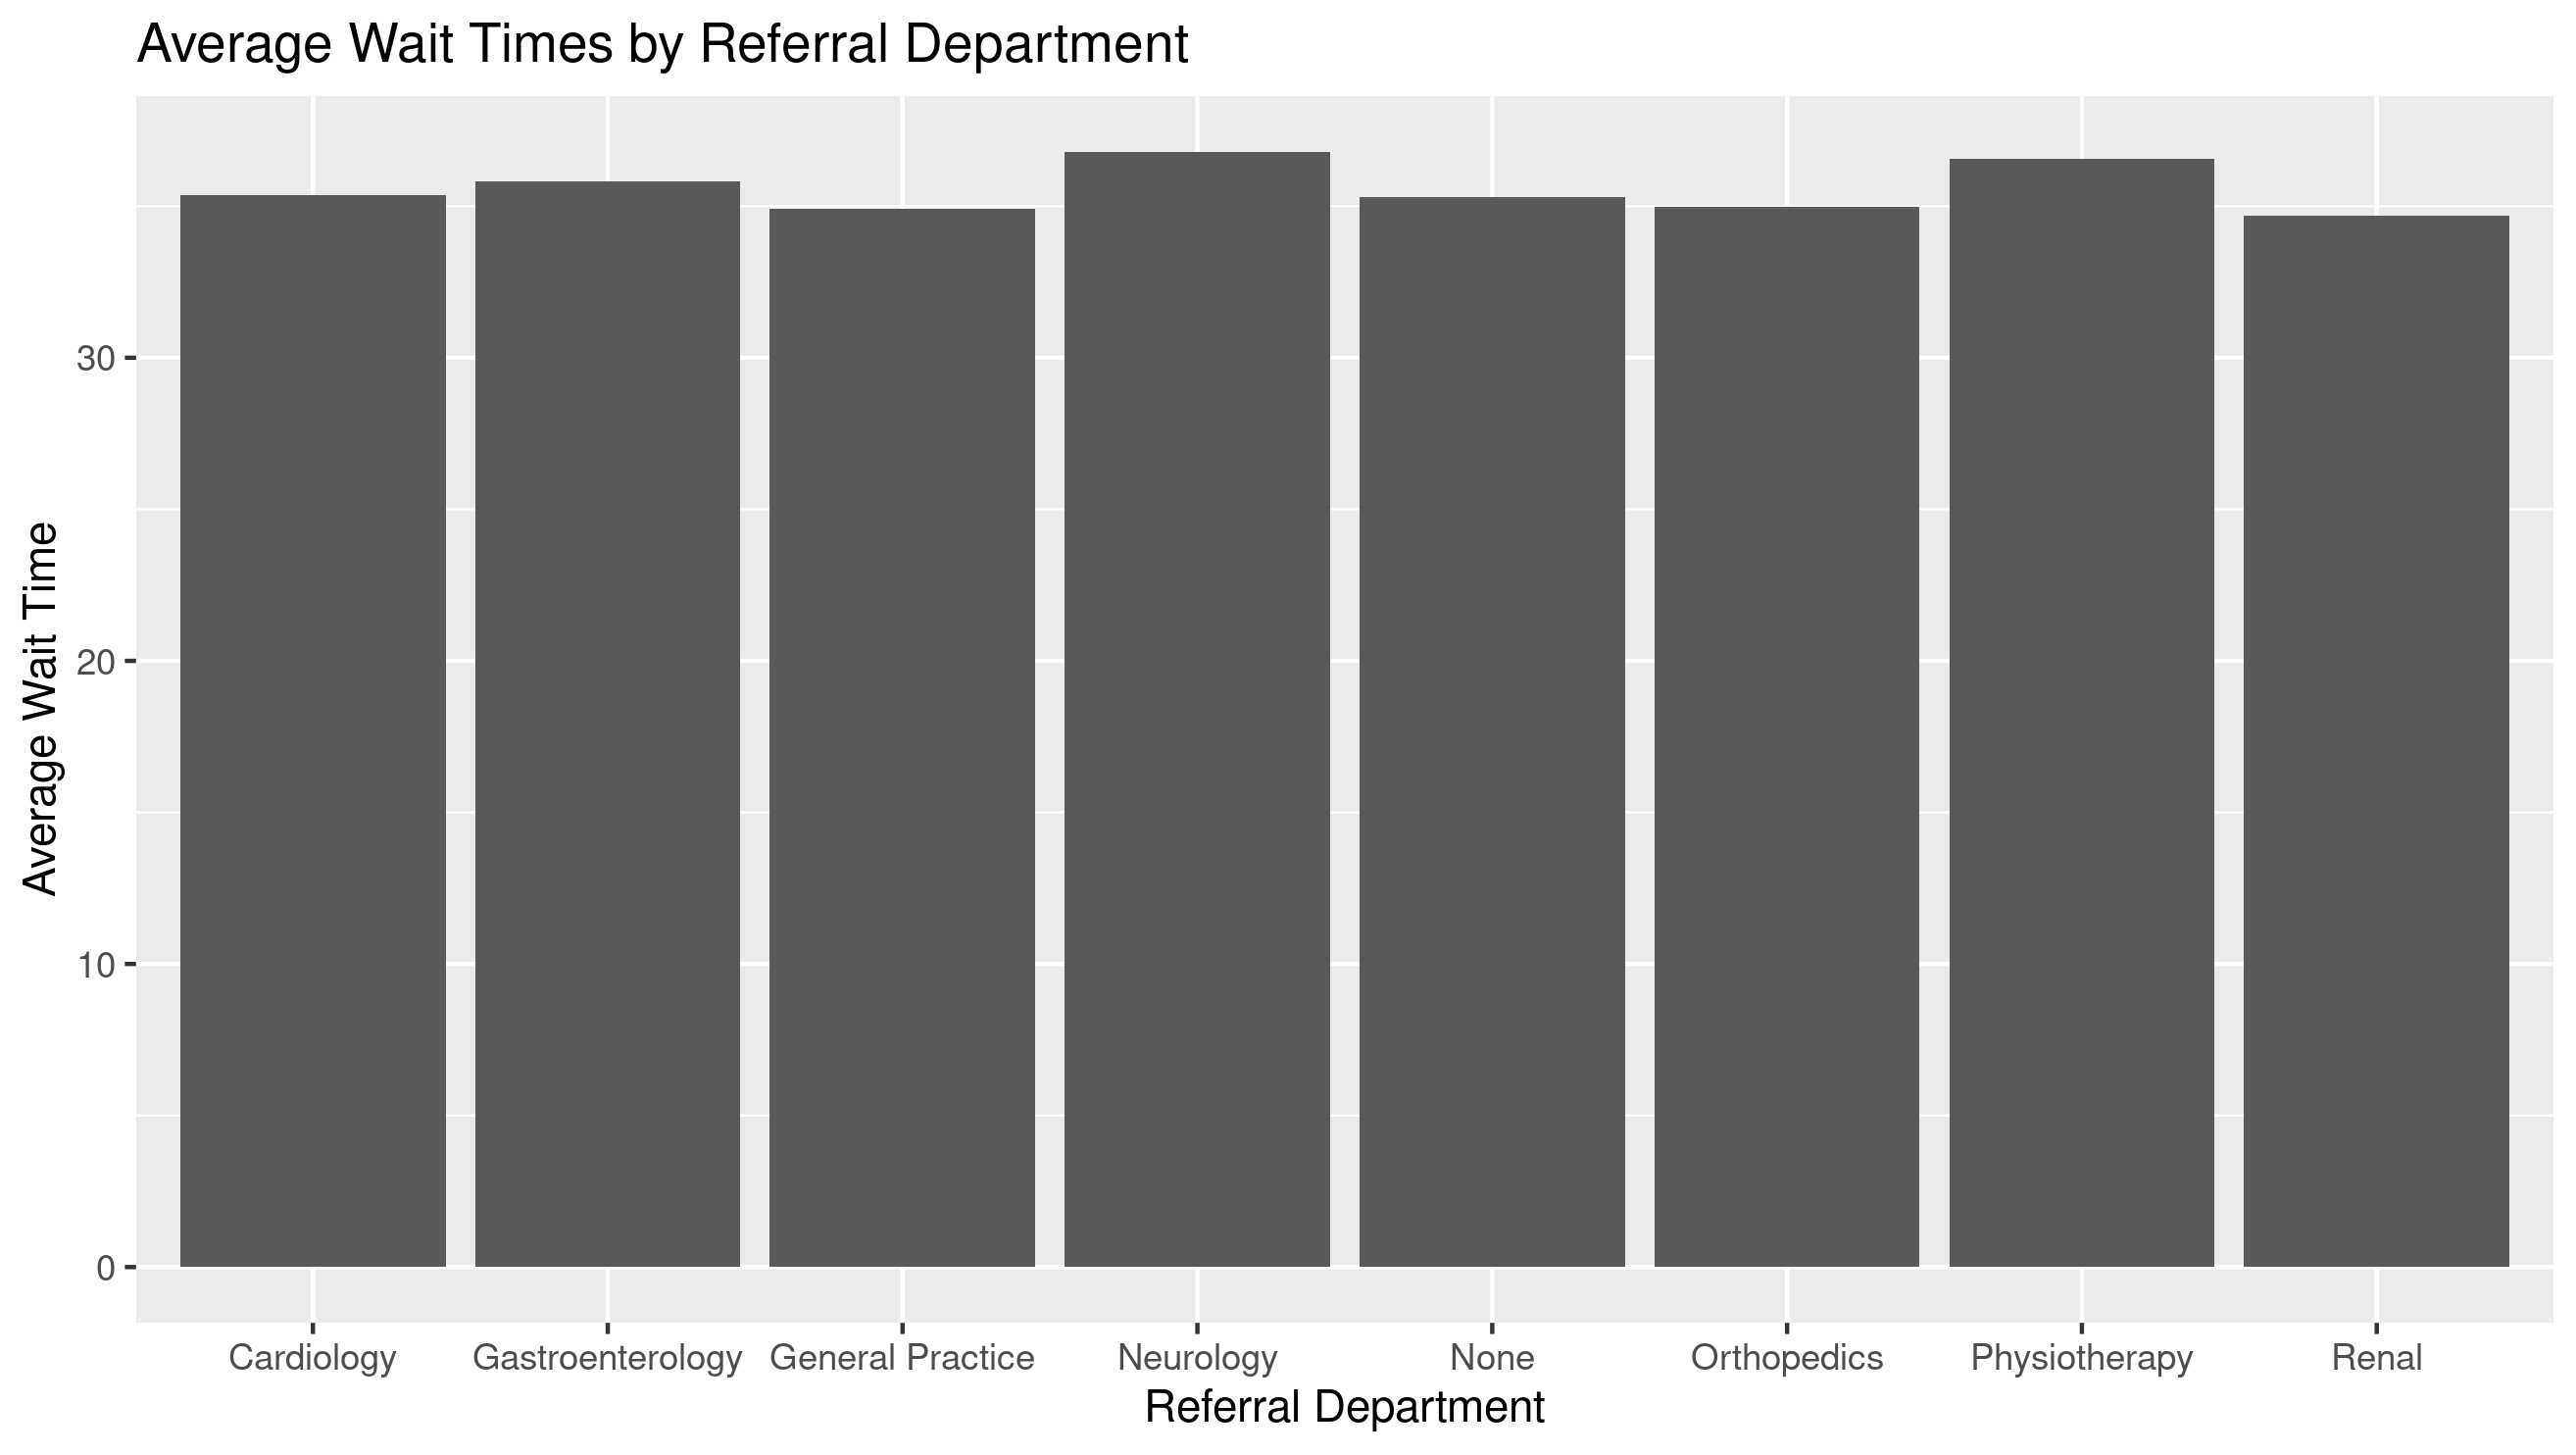 Average Wait Times by Referral Department
Average Wait Time
30
20
10
0
Cardiology Gastroenterology General Practice Neurology None Orthopedics Physiotherapy Renal
Referral Department